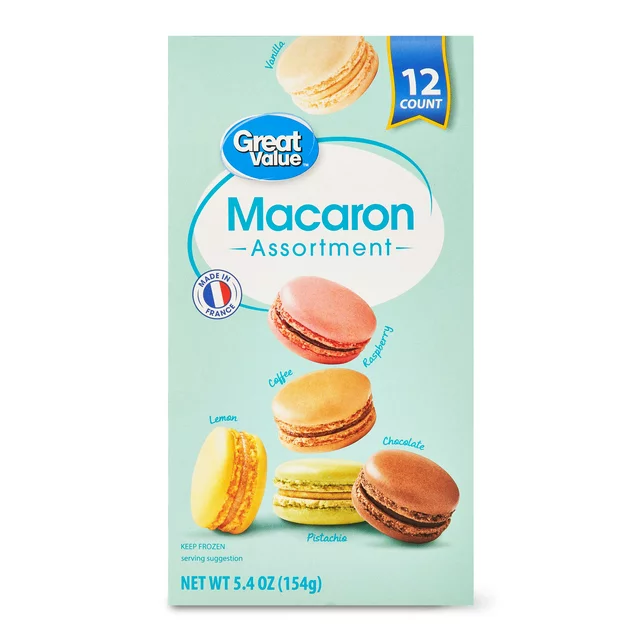 Vanilla
12
COUNT
Great
Value™
Macaron
Assortment
MADE IN
FRANCE
Raspberry
Coffee
Lemon
Chocolate
Pistachio
KEEP FROZEN
serving suggestion
NET WT 5.4 OZ (154g)